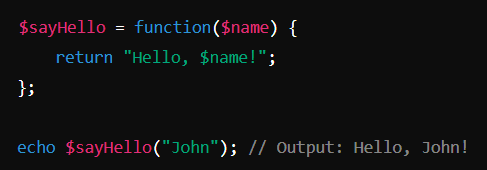 $sayHello = function($name) {
    return "Hello, $name!";
};

echo $sayHello("John"); // Output: Hello, John!